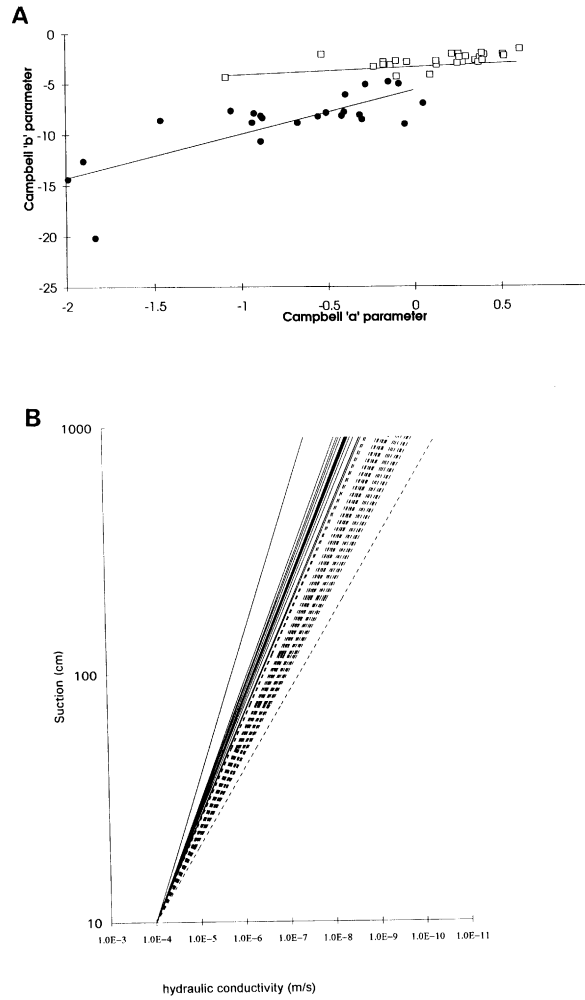 A
0
-5
-10
-15
-20
-25
Campbell 'b' parameter
-2 -1.5 -1 -0.5 0 0.5
Campbell 'a' parameter
B
1000
100
10
Suction (cm)
1.0E-3 1.0E-4 1.0E-5 1.0E-6 1.0E-7 1.0E-8 1.0E-9 1.0E-10 1.0E-11
hydraulic conductivity (m/s)